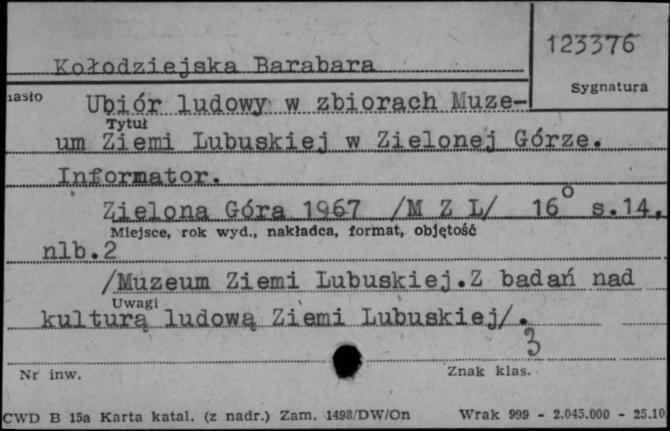 123376
Kołodziejska Barabara
Sygnatura
Ubiór ludowy w zbiorach Muze-
Tytuł
um Ziemi Lubuskiej w Zielonej Górze.
Informator.
Zielona Góra 1967 /M Z L/ 16° s.14,
Miejsce, rok wyd., nakładca, format, objętość
nlb.2
/Muzeum Ziemi Lubuskiej.Z badań nad
Uwagi
kulturą ludową Ziemi Lubuskiej/.
3
Nr inw.
Znak klas.
CWD B 15a Karta katal. (z nadr.) Zam. 1498/DW/On Wrak 999 - 2.045.000 - 25.10